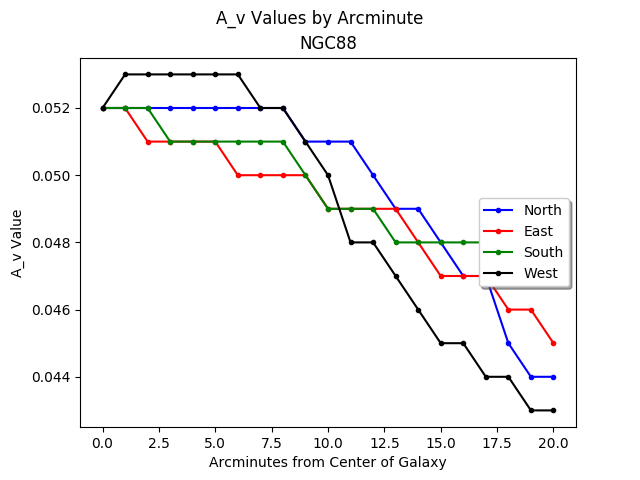 A_v Values by Arcminute
NGC88
A_v Value
0.052
0.050
0.048
0.046
0.044
North
East
South
West
0.0 2.5 5.0 7.5 10.0 12.5 15.0 17.5 20.0
Arcminutes from Center of Galaxy